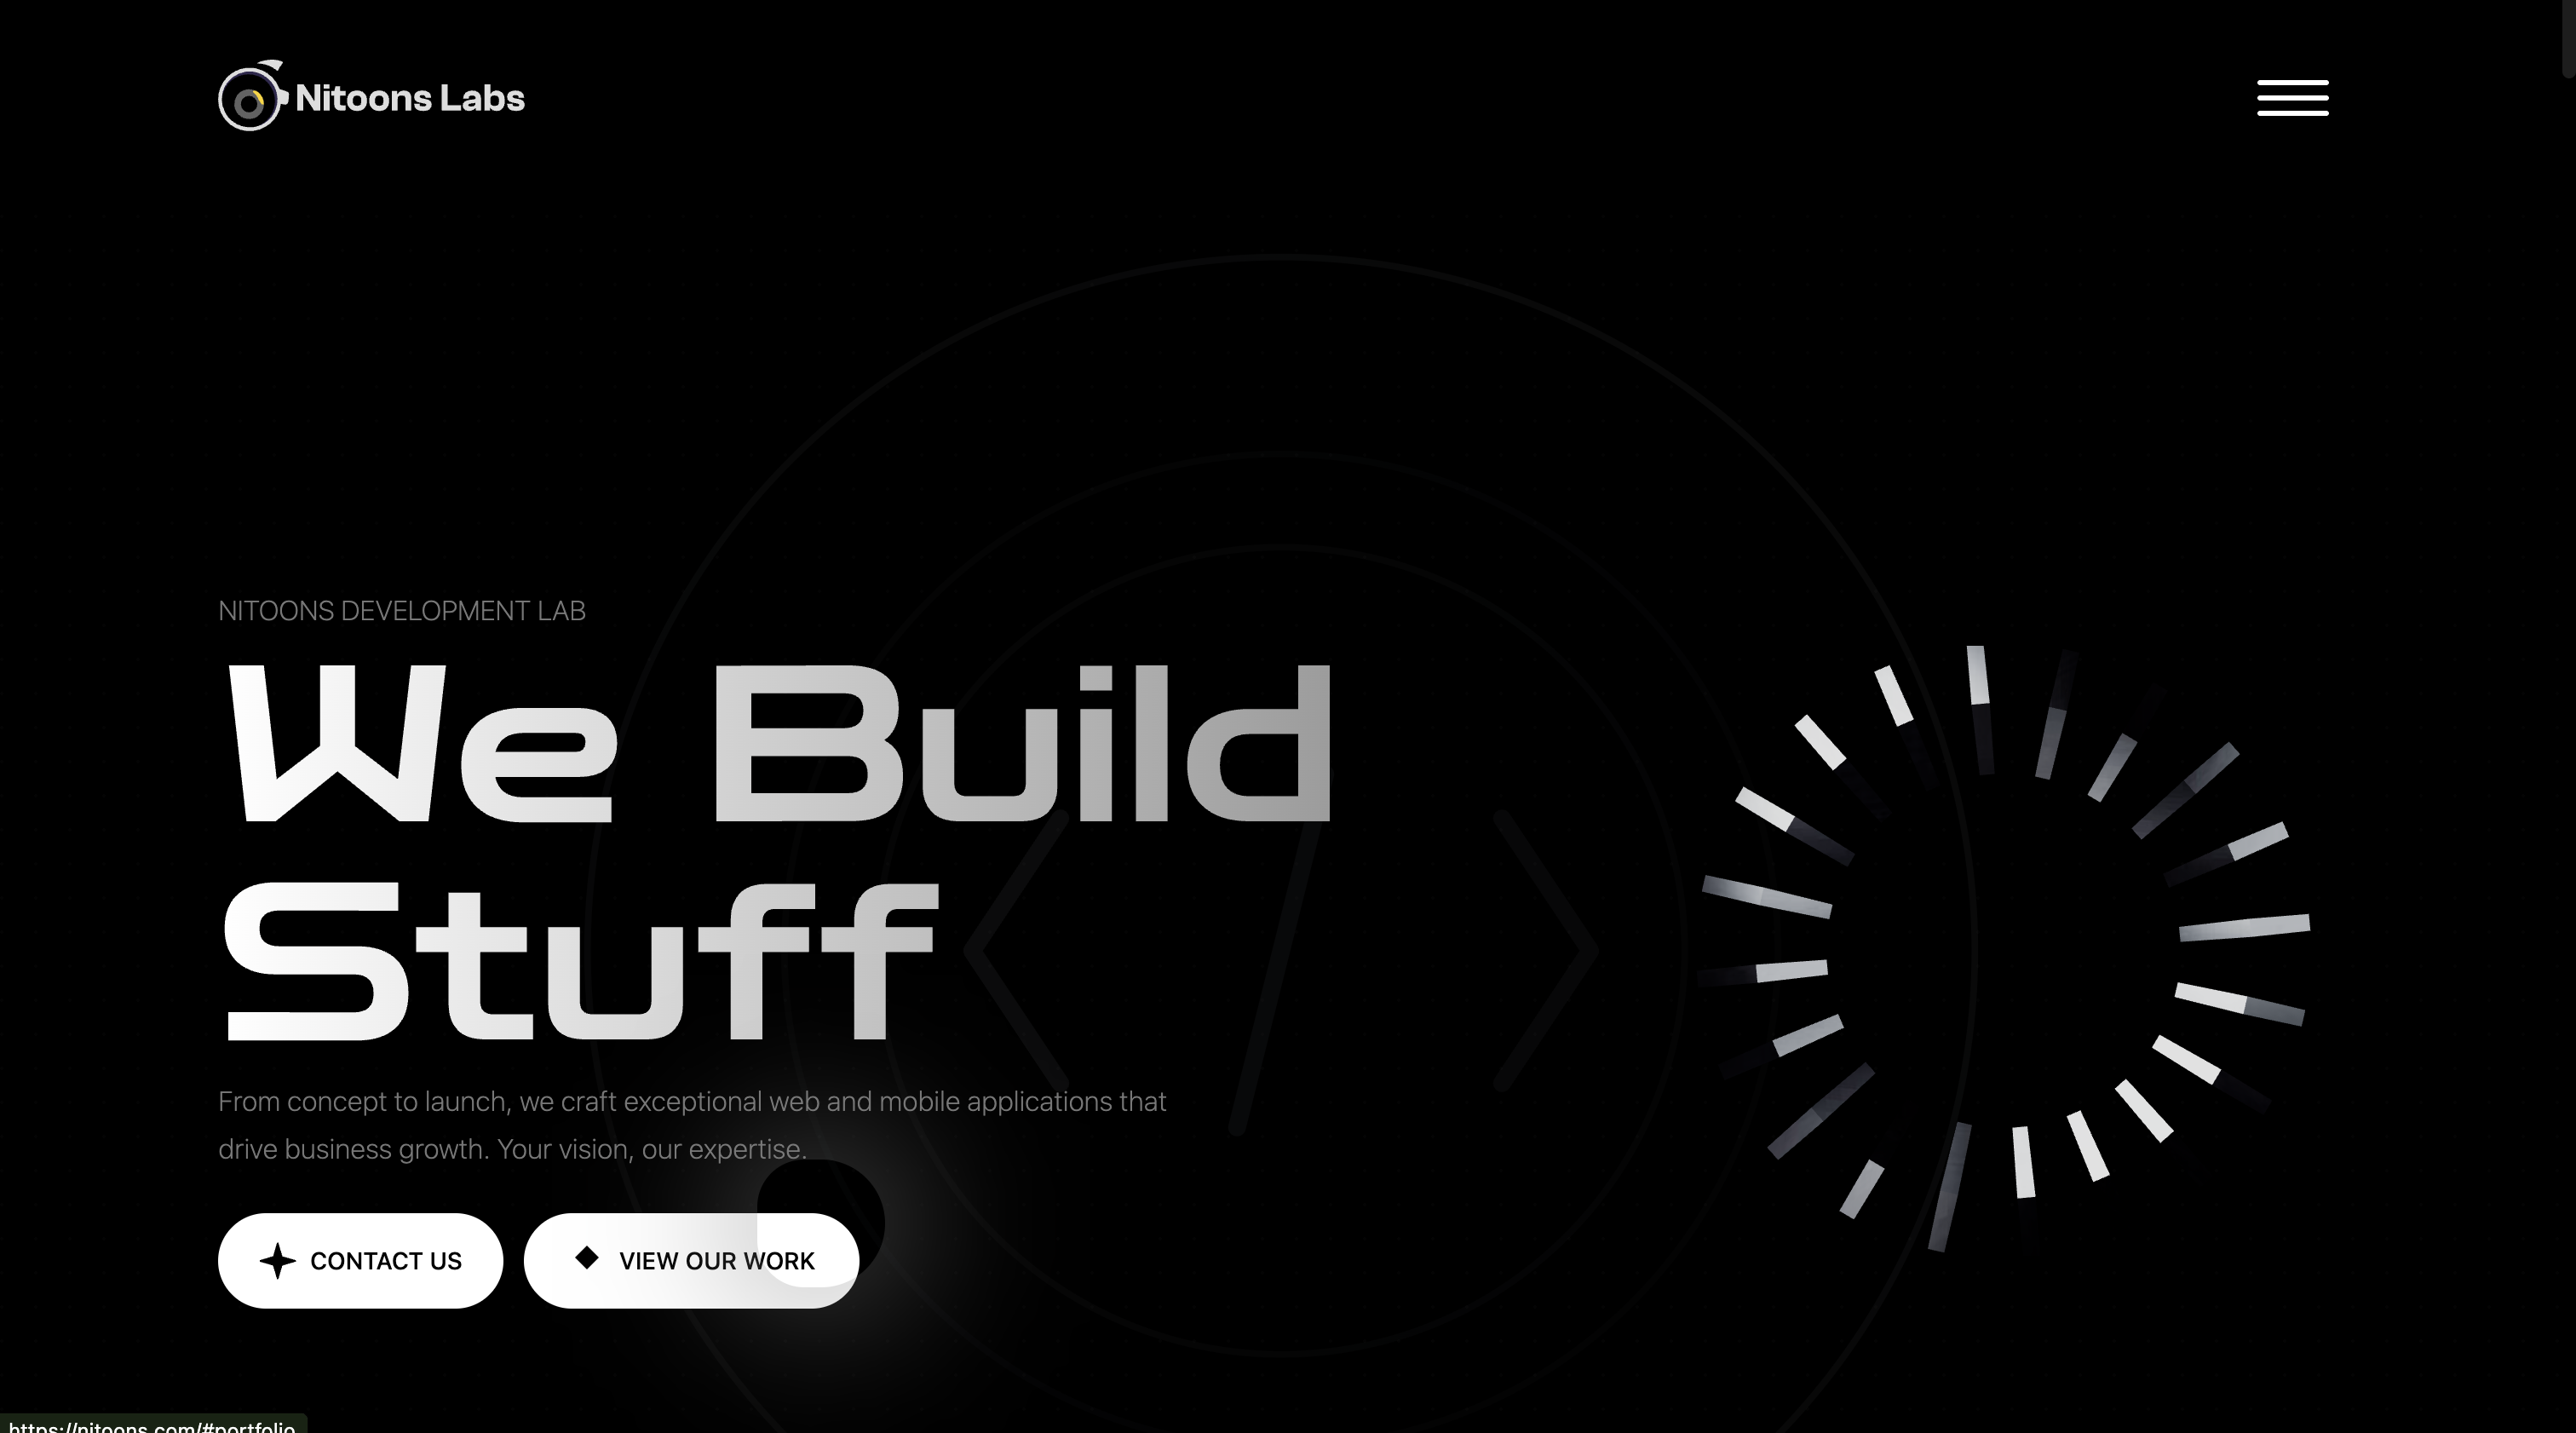 Nitoons Labs
NITOONS DEVELOPMENT LAB
We Build
Stuff
From concept to launch, we craft exceptional web and mobile applications that
drive business growth. Your vision, our expertise.
CONTACT US
VIEW OUR WORK
https://nitoons.com/#portfolio